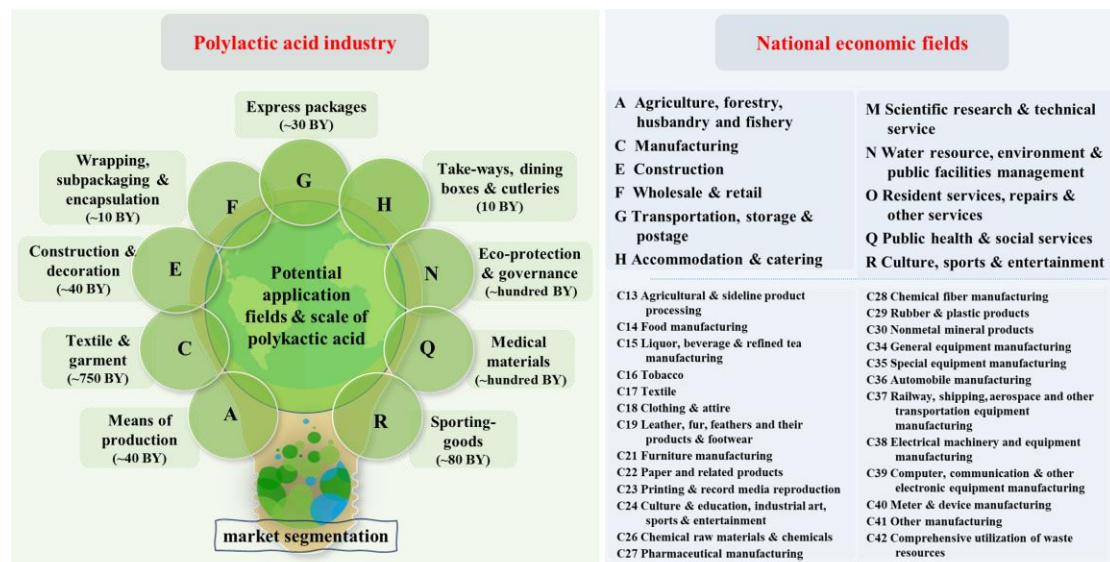 Polylactic acid industry
Express packages
(~30 BY)
Wrapping,
subpackaging &
encapsulation
(~10 BY)
Take-ways, dining
boxes & cutleries
(10 BY)
Construction &
decoration
(~40 BY)
Eco-protection
& governance
(~hundred BY)
Textile &
garment
(~750 BY)
Medical
materials
(~hundred BY)
Means of
production
(~40 BY)
Sporting-
goods
(~80 BY)
G
F
H
E
N
C
Q
A
R
Potential
application
fields & scale of
polykactic acid
market segmentation
National economic fields
A Agriculture, forestry,
husbandry and fishery
C Manufacturing
E Construction
F Wholesale & retail
G Transportation, storage &
postage
H Accommodation & catering
M Scientific research & technical
service
N Water resource, environment &
public facilities management
O Resident services, repairs &
other services
Q Public health & social services
R Culture, sports & entertainment
C13 Agricultural & sideline product
processing
C14 Food manufacturing
C15 Liquor, beverage & refined tea
manufacturing
C16 Tobacco
C17 Textile
C18 Clothing & attire
C19 Leather, fur, feathers and their
products & footwear
C21 Furniture manufacturing
C22 Paper and related products
C23 Printing & record media reproduction
C24 Culture & education, industrial art,
sports & entertainment
C26 Chemical raw materials & chemicals
C27 Pharmaceutical manufacturing
C28 Chemical fiber manufacturing
C29 Rubber & plastic products
C30 Nonmetal mineral products
C34 General equipment manufacturing
C35 Special equipment manufacturing
C36 Automobile manufacturing
C37 Railway, shipping, aerospace and other
transportation equipment
manufacturing
C38 Electrical machinery and equipment
manufacturing
C39 Computer, communication & other
electronic equipment manufacturing
C40 Meter & device manufacturing
C41 Other manufacturing
C42 Comprehensive utilization of waste
resources